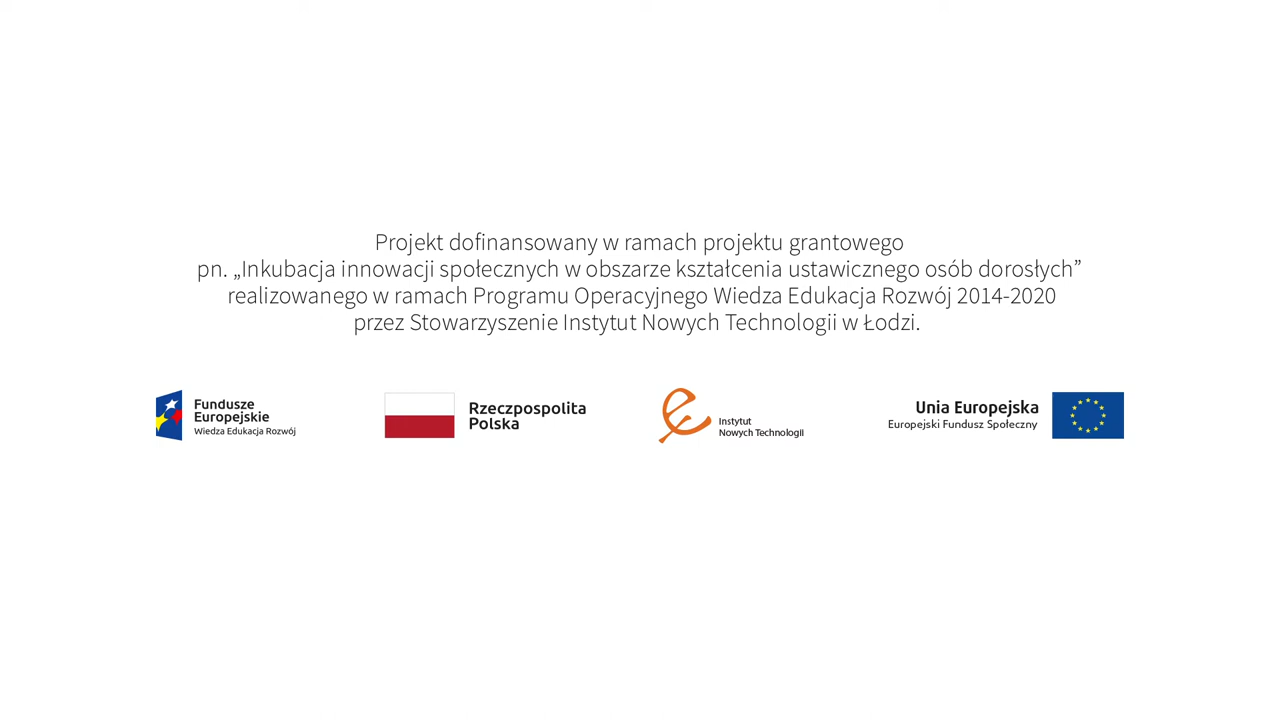 Projekt dofinansowany w ramach projektu grantowego
pn. „Inkubacja innowacji społecznych w obszarze kształcenia ustawicznego osób dorosłych”
realizowanego w ramach Programu Operacyjnego Wiedza Edukacja Rozwój 2014-2020
przez Stowarzyszenie Instytut Nowych Technologii w Łodzi.
Fundusze
Europejskie
Wiedza Edukacja Rozwój
Rzeczpospolita
Polska
Instytut
Nowych Technologii
Unia Europejska
Europejski Fundusz Społeczny